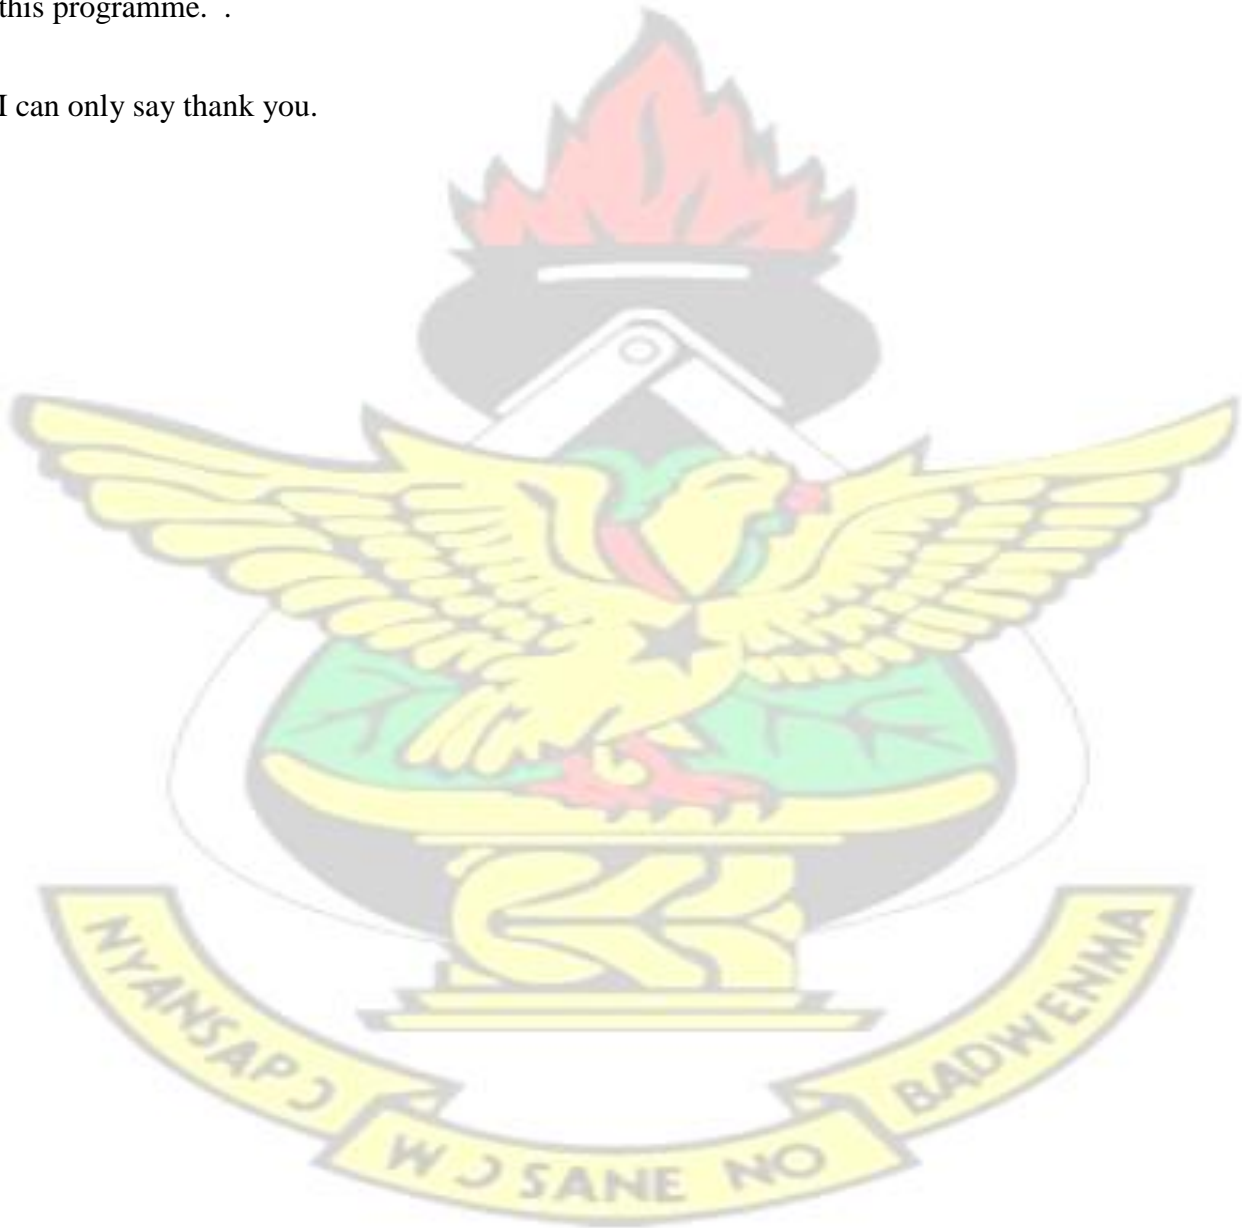 this programme.  .
I can only say thank you.
NYANSAPƆ
WƆSANE NO
BADWENMA